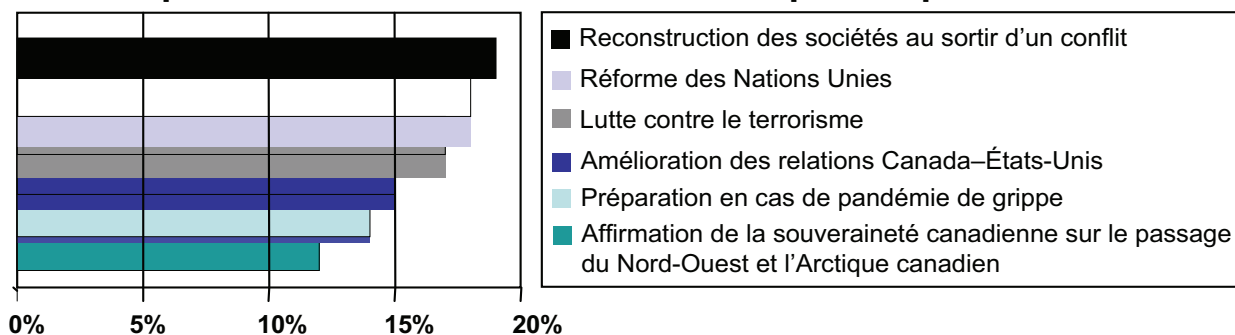 Reconstruction des sociétés au sortir d’un conflit
Réforme des Nations Unies
Lutte contre le terrorisme
Amélioration des relations Canada–États-Unis
Préparation en cas de pandémie de grippe
Affirmation de la souveraineté canadienne sur le passage
du Nord-Ouest et l’Arctique canadien
0% 5% 10% 15% 20%